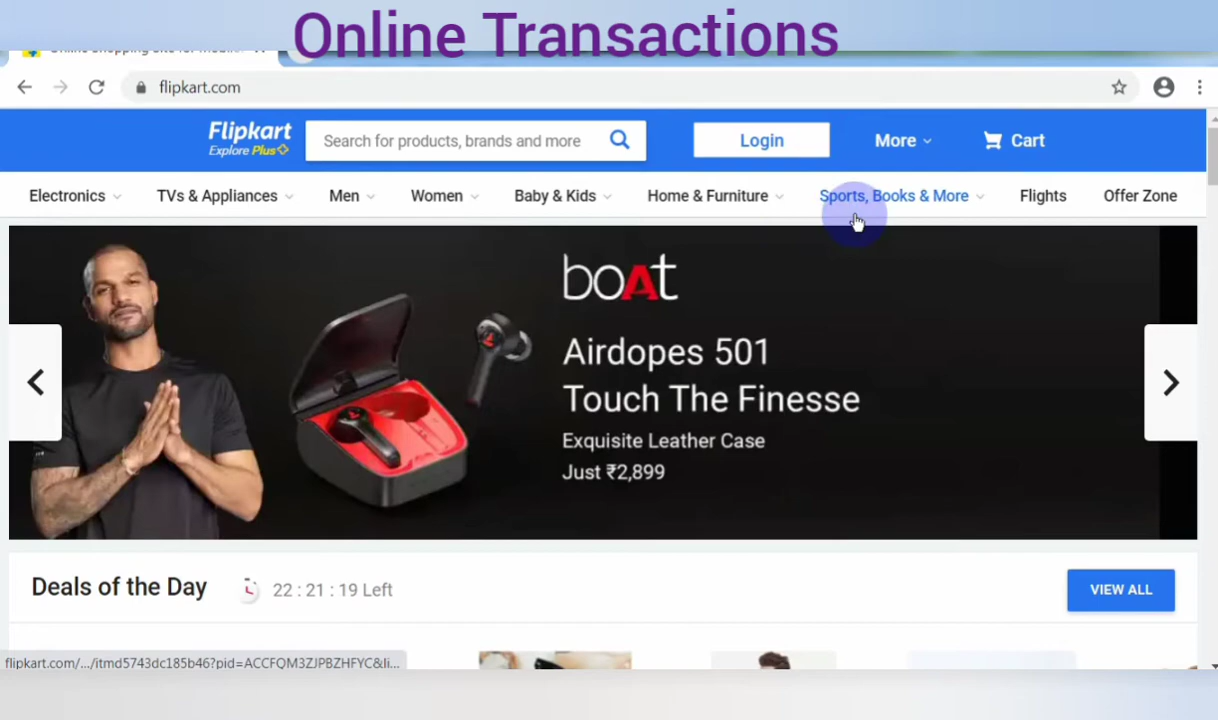 Online Transactions
flipkart.com
Flipkart
Explore Plus
Search for products, brands and more
Login
More
Cart
Electronics
TVs & Appliances
Men
Women
Baby & Kids
Home & Furniture
Sports, Books & More
Flights
Offer Zone
boAt
Airdopes 501
Touch The Finesse
Exquisite Leather Case
Just ₹2,899
Deals of the Day
22 : 21 : 19 Left
VIEW ALL
flipkart.com/.../itmd5743dc185b46?pid=ACCFQM3ZJPBZHFYC&li...